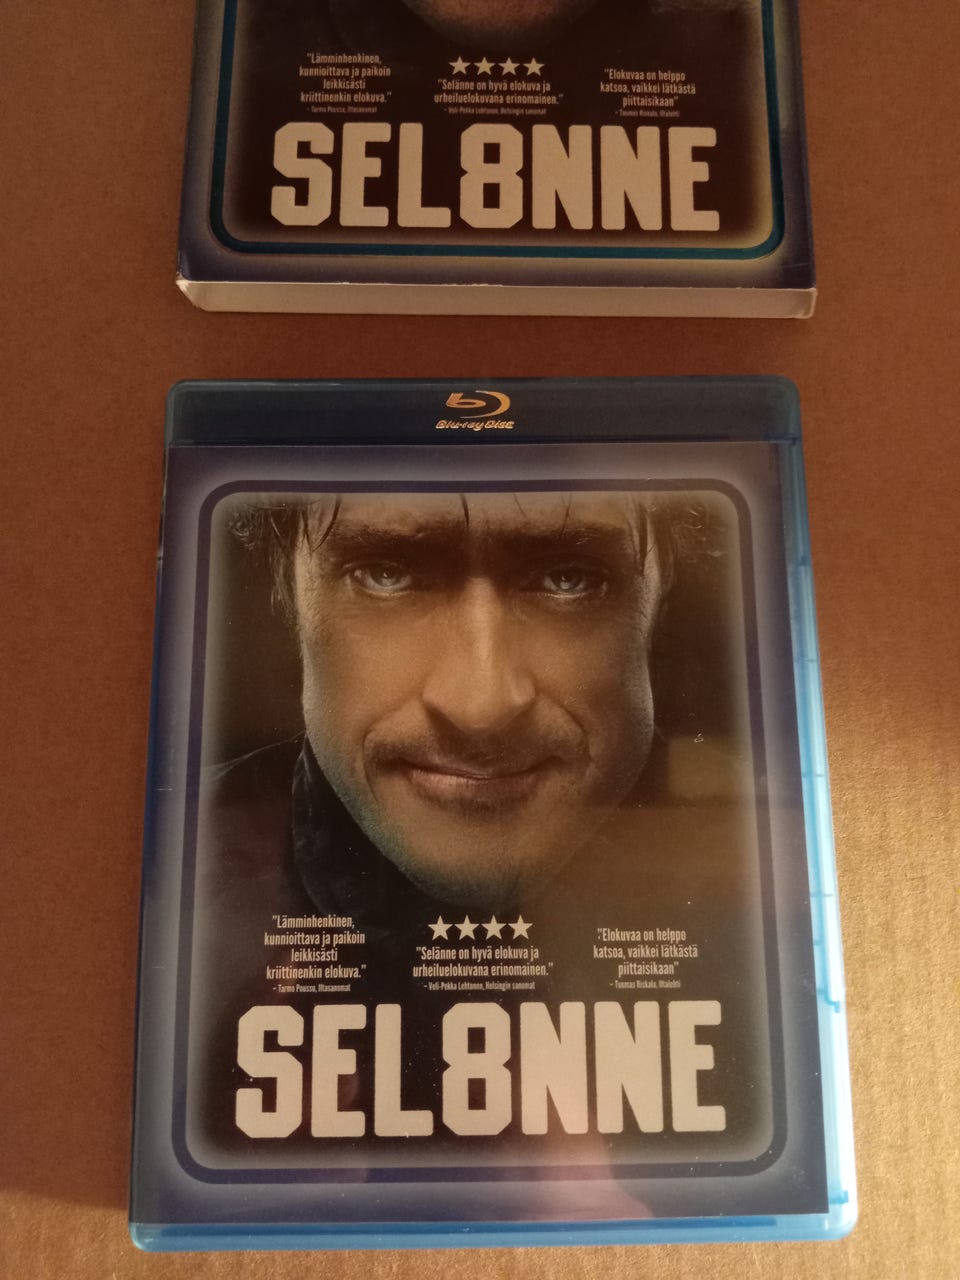 "Lämminhenkinen,
kunnioittava ja paikoin
leikkisästi
kriittinenkin elokuva."
- Tarmo Poussu, Iltasanomat
"Selänne on hyvä elokuva ja
urheiluelokuvana erinomainen."
- Veli-Pekka Lehtonen, Helsingin sanomat
"Elokuvaa on helppo
katsoa, vaikkei lätkästä
piittaisikaan"
- Tuomas Riskala, Iltalehti
SEL8NNE
Blu-ray Disc
"Lämminhenkinen,
kunnioittava ja paikoin
leikkisästi
kriittinenkin elokuva."
- Tarmo Poussu, Iltasanomat
"Selänne on hyvä elokuva ja
urheiluelokuvana erinomainen."
- Veli-Pekka Lehtonen, Helsingin sanomat
"Elokuvaa on helppo
katsoa, vaikkei lätkästä
piittaisikaan"
- Tuomas Riskala, Iltalehti
SEL8NNE